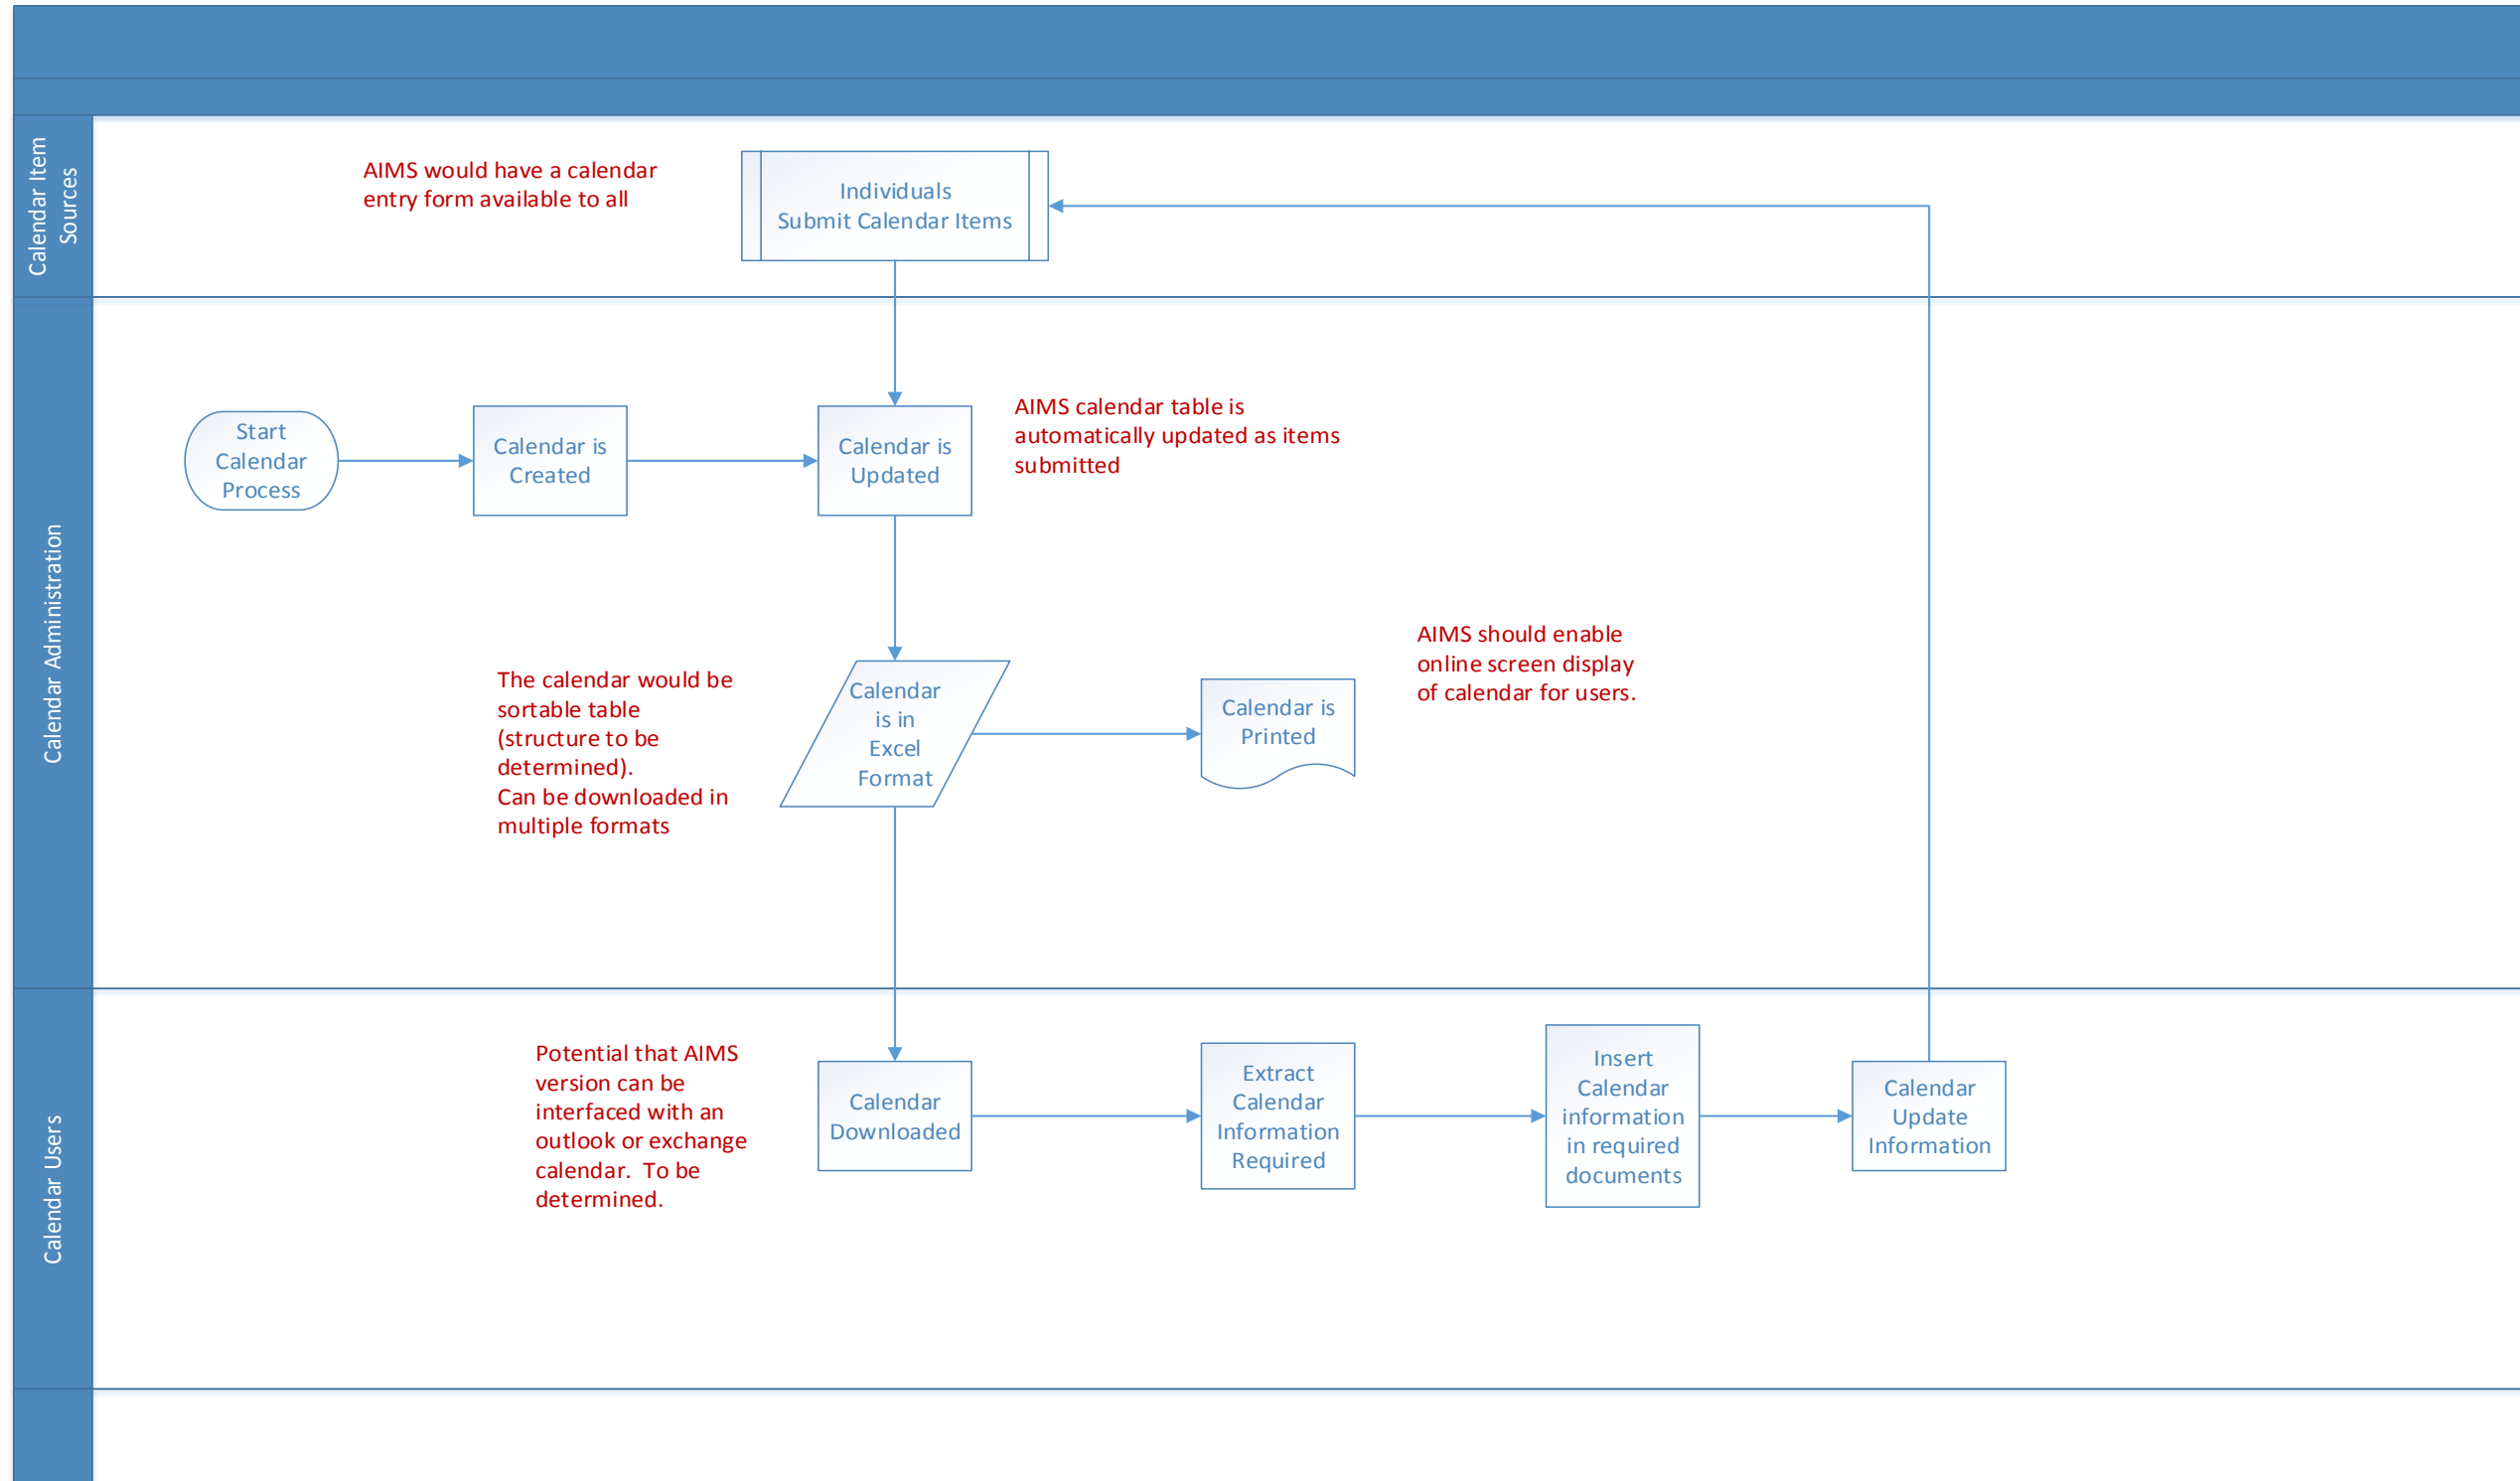 Calendar Item
Sources
AIMS would have a calendar
entry form available to all
Individuals
Submit Calendar Items
Calendar Administration
Start
Calendar
Process
Calendar is
Created
Calendar is
Updated
AIMS calendar table is
automatically updated as items
submitted
The calendar would be
sortable table
(structure to be
determined).
Can be downloaded in
multiple formats
Calendar
is in
Excel
Format
Calendar is
Printed
AIMS should enable
online screen display
of calendar for users.
Calendar Users
Potential that AIMS
version can be
interfaced with an
outlook or exchange
calendar.  To be
determined.
Calendar
Downloaded
Extract
Calendar
Information
Required
Insert
Calendar
information
in required
documents
Calendar
Update
Information